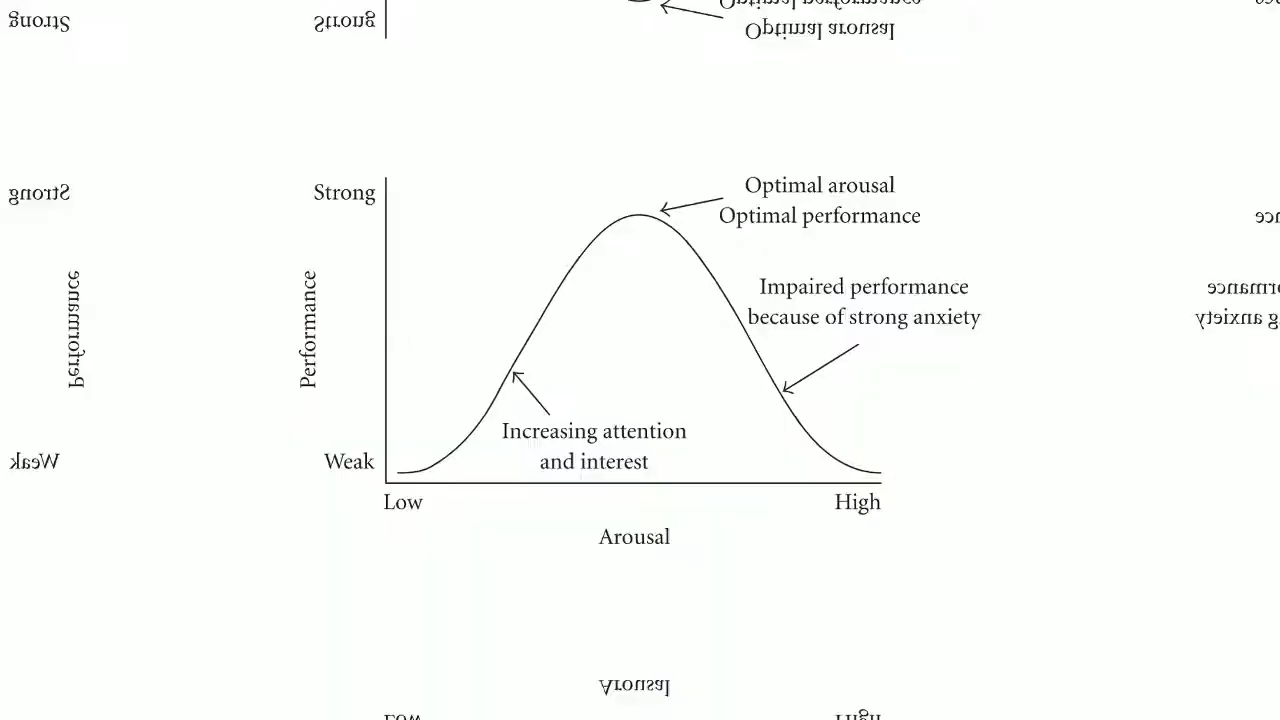 Strong
Optimal arousal
Optimal performance
Performance
Impaired performance
because of strong anxiety
Increasing attention
and interest
Weak
Low
High
Arousal